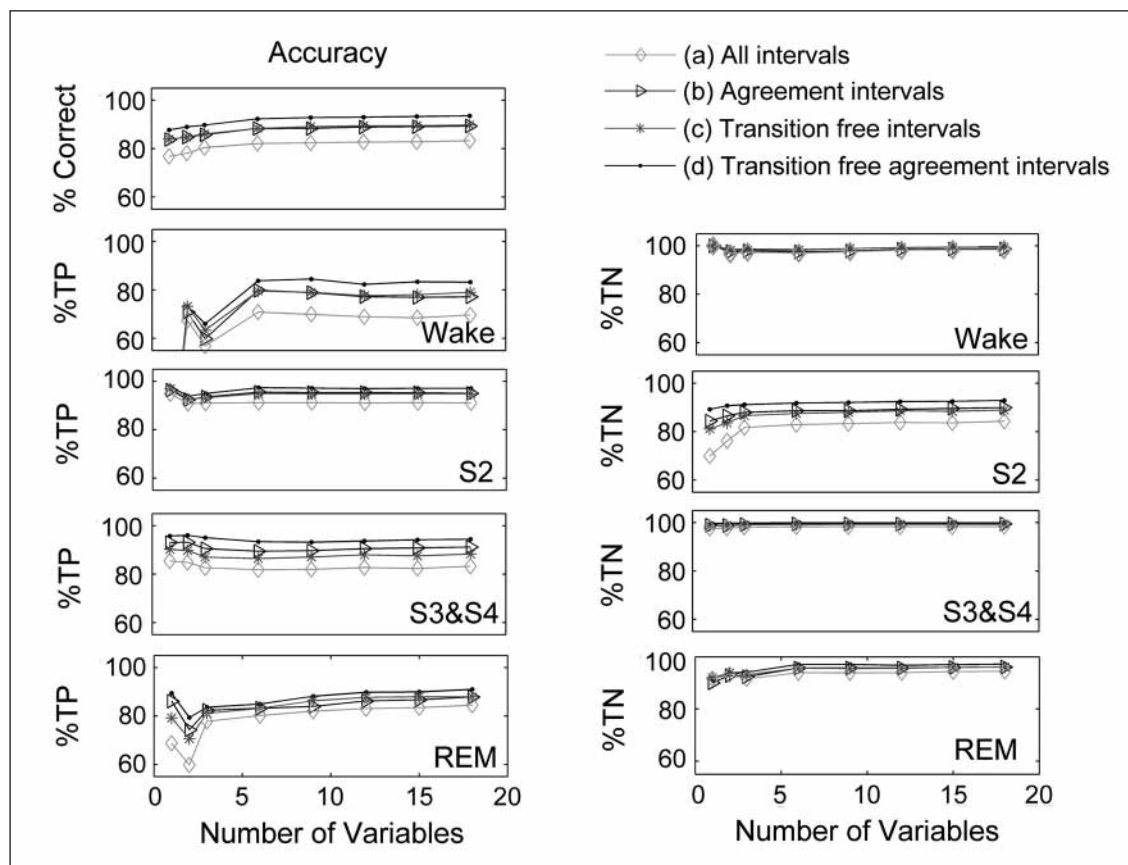 Accuracy
(a) All intervals
(b) Agreement intervals
(c) Transition free intervals
(d) Transition free agreement intervals
% Correct
100
80
60
%TP
100
80
60
Wake
%TN
100
80
60
Wake
%TP
100
80
60
S2
%TN
100
80
60
S2
%TP
100
80
60
S3&S4
%TN
100
80
60
S3&S4
%TP
100
80
60
REM
%TN
100
80
60
REM
0 5 10 15 20
0 5 10 15 20
Number of Variables
Number of Variables